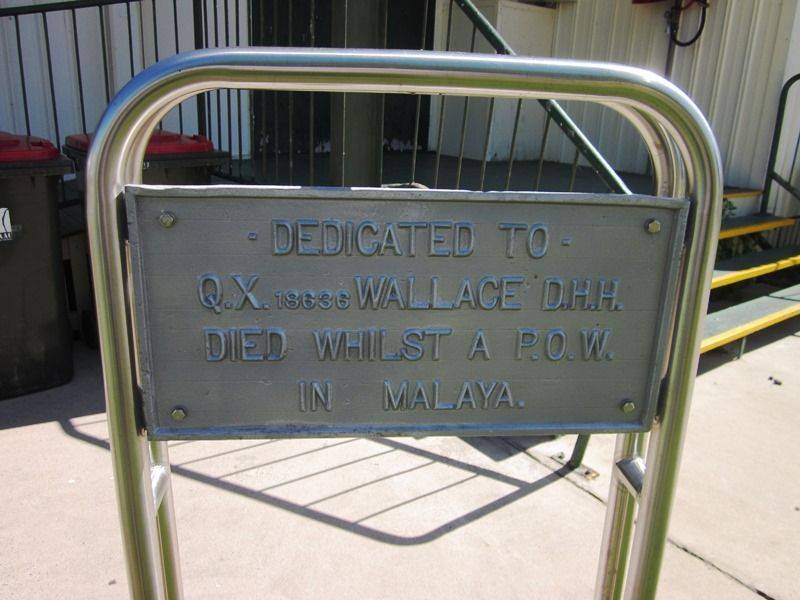 - DEDICATED TO -
Q.X. 18636 WALLACE D.H.H.
DIED WHILST A P.O.W.
IN MALAYA.